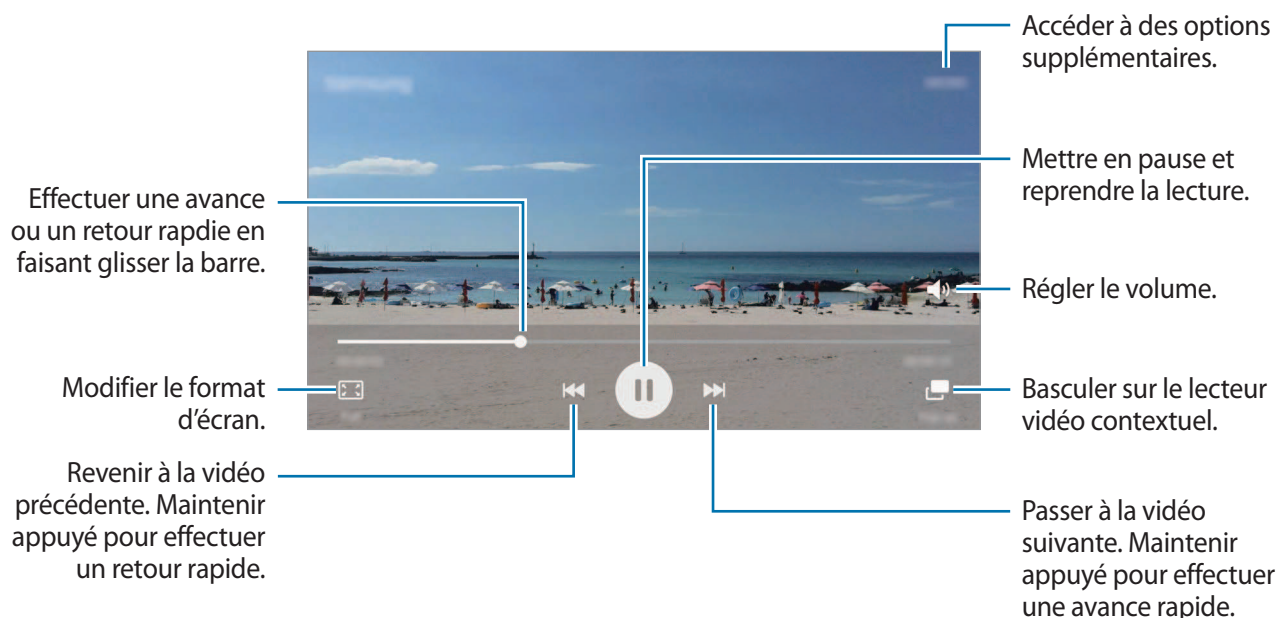 Accéder à des options
supplémentaires.
Mettre en pause et
reprendre la lecture.
Effectuer une avance
ou un retour rapdie en
faisant glisser la barre.
Régler le volume.
Modifier le format
d'écran.
Basculer sur le lecteur
vidéo contextuel.
Revenir à la vidéo
précédente. Maintenir
appuyé pour effectuer
un retour rapide.
Passer à la vidéo
suivante. Maintenir
appuyé pour effectuer
une avance rapide.